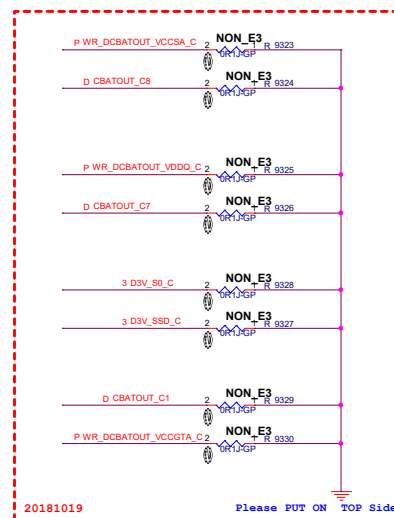 NON_E3
P WR_DCBATOUT_VCCSA_C 2 1 R 9323
0R1J-GP
NON_E3
D CBATOUT_C8 2 1 R 9324
0R1J-GP
NON_E3
P WR_DCBATOUT_VDDQ_C 2 1 R 9325
0R1J-GP
NON_E3
D CBATOUT_C7 2 1 R 9326
0R1J-GP
NON_E3
3 D3V_S0_C 2 1 R 9328
0R1J-GP
NON_E3
3 D3V_SSD_C 2 1 R 9327
0R1J-GP
NON_E3
D CBATOUT_C1 2 1 R 9329
0R1J-GP
NON_E3
P WR_DCBATOUT_VCCGTA_C 2 1 R 9330
0R1J-GP
20181019 Please PUT ON TOP Side